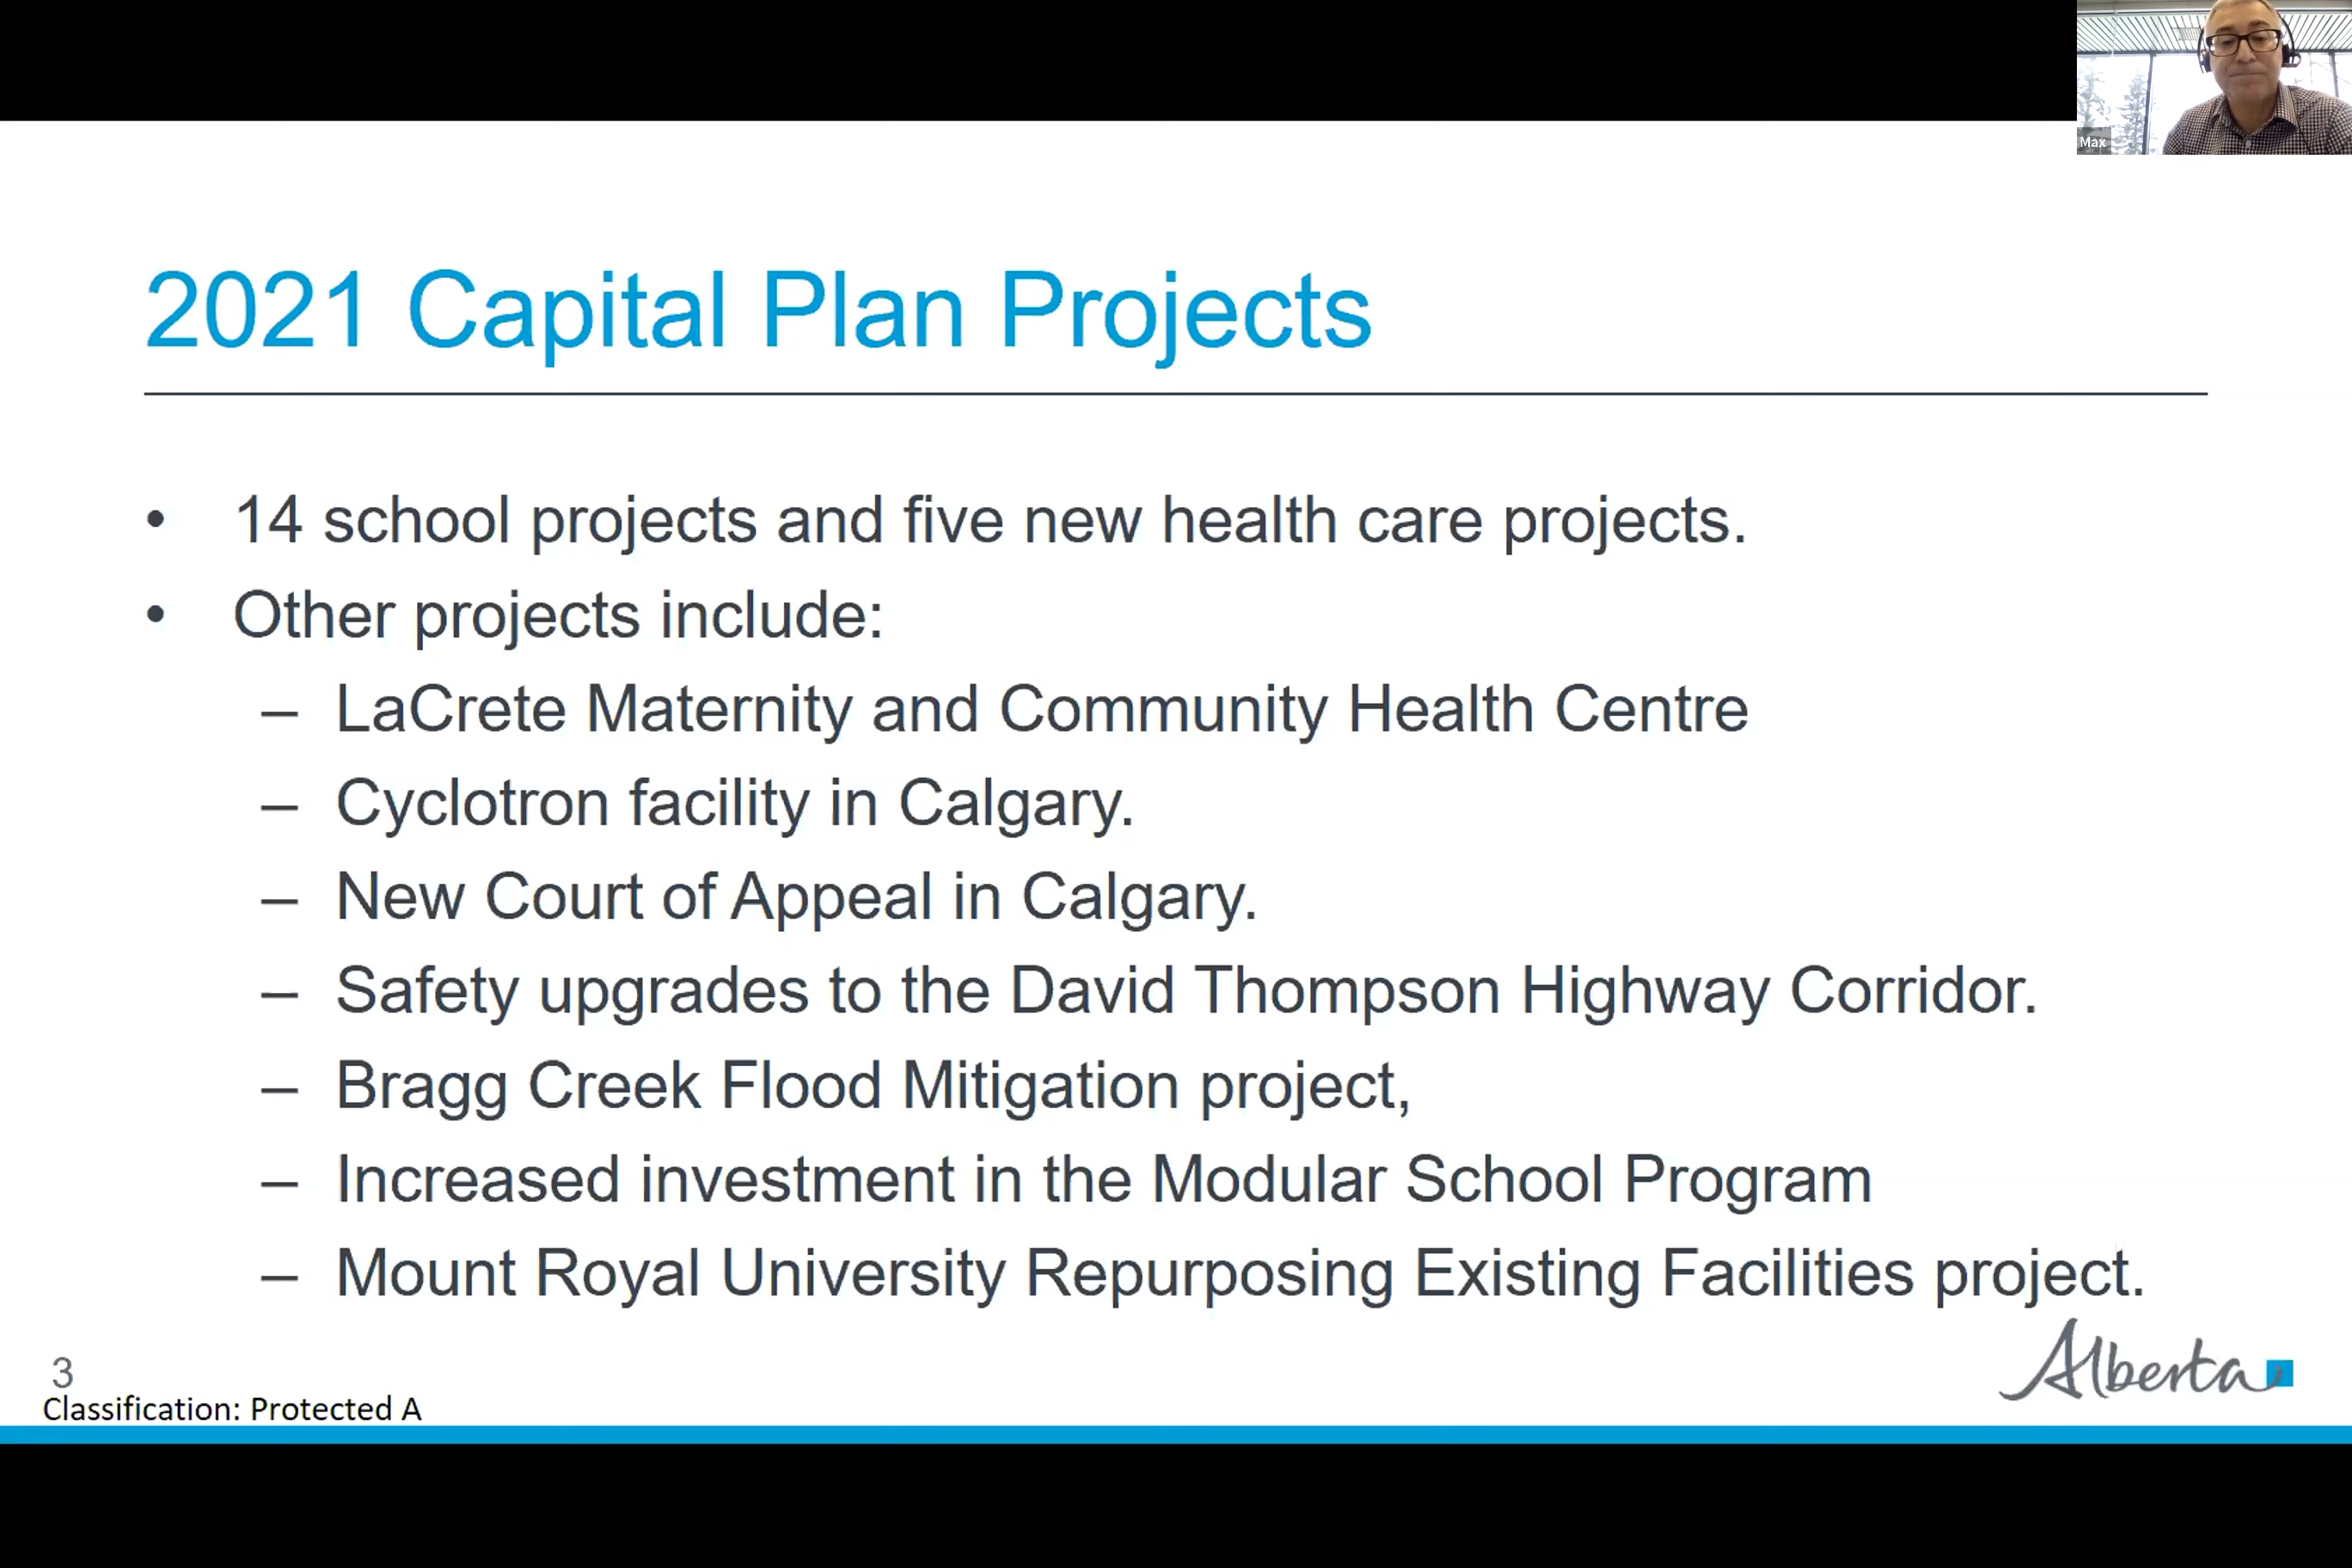 Max
2021 Capital Plan Projects
• 14 school projects and five new health care projects.
• Other projects include:
– LaCrete Maternity and Community Health Centre
– Cyclotron facility in Calgary.
– New Court of Appeal in Calgary.
– Safety upgrades to the David Thompson Highway Corridor.
– Bragg Creek Flood Mitigation project,
– Increased investment in the Modular School Program
– Mount Royal University Repurposing Existing Facilities project.
3
Classification: Protected A
Alberta